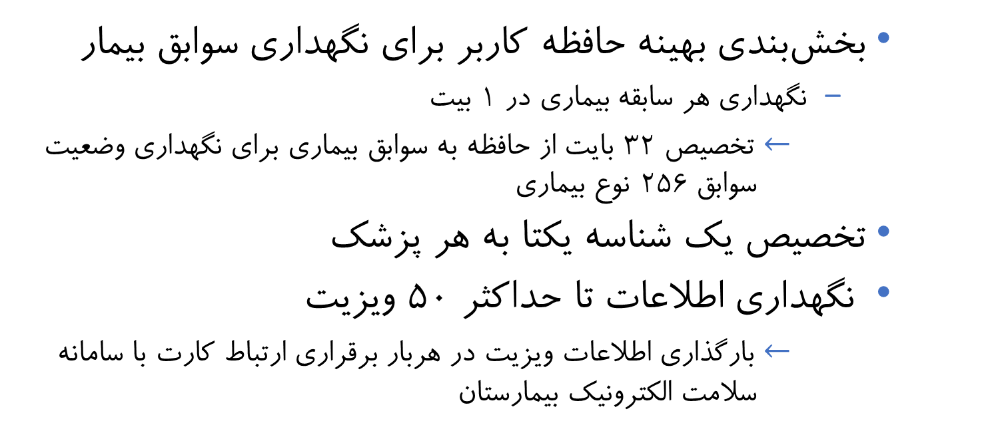 • بخش‌بندی بهینه حافظه کاربر برای نگهداری سوابق بیمار
– نگهداری هر سابقه بیماری در ۱ بیت
← تخصیص ۳۲ بایت از حافظه به سوابق بیماری برای نگهداری وضعیت
سوابق ۲۵۶ نوع بیماری
• تخصیص یک شناسه یکتا به هر پزشک
• نگهداری اطلاعات تا حداکثر ۵۰ ویزیت
← بارگذاری اطلاعات ویزیت در هربار برقراری ارتباط کارت با سامانه
سلامت الکترونیک بیمارستان